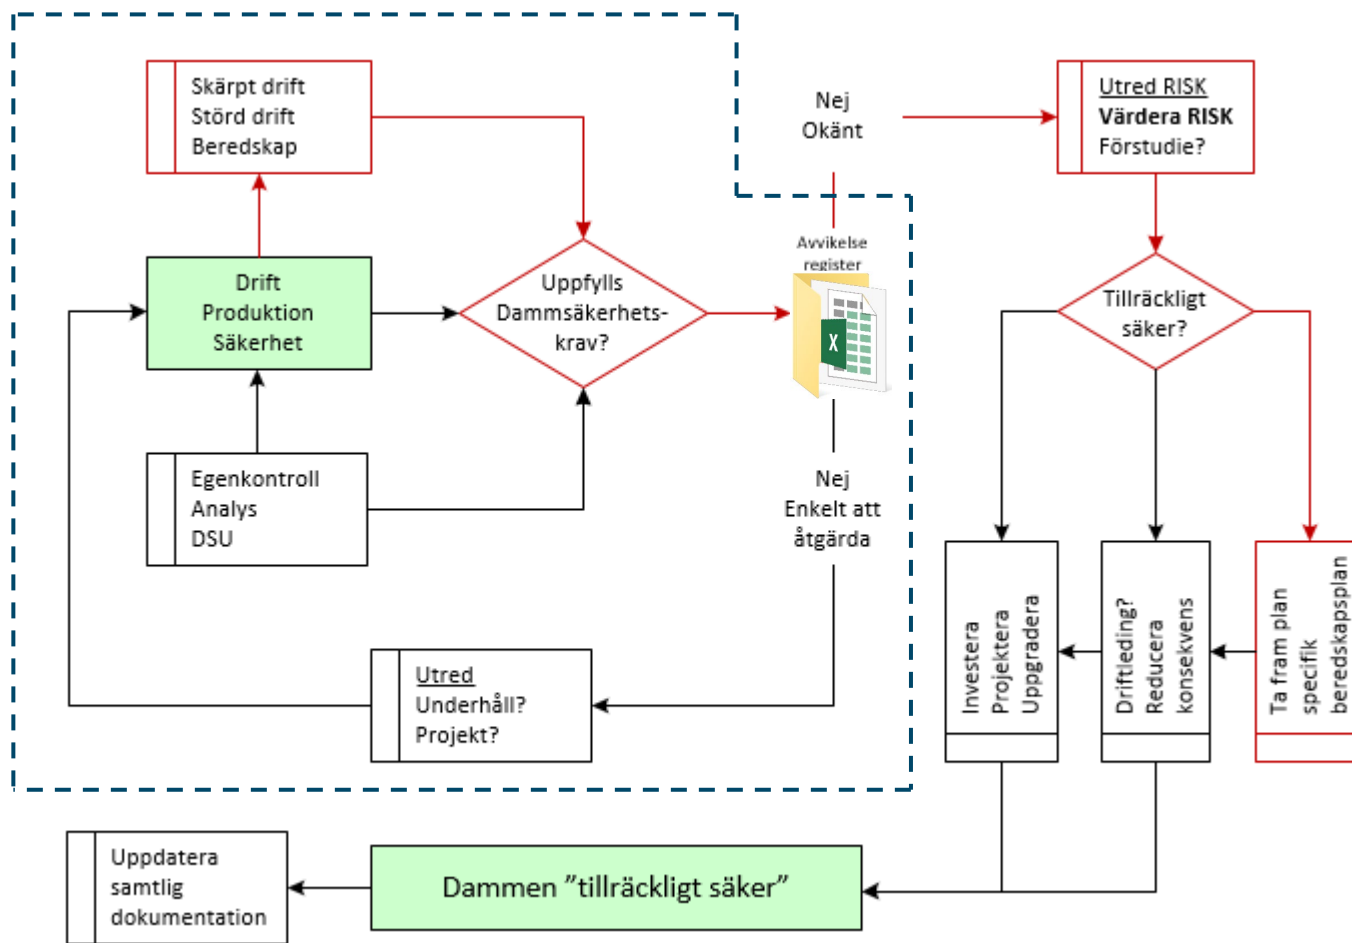 Skärpt drift
Störd drift
Beredskap
Nej
Okänt
Utred RISK
Värdera RISK
Förstudie?
Drift
Produktion
Säkerhet
Uppfylls
Dammsäkerhets-
krav?
Avvikelse
register
X
Tillräckligt
säker?
Egenkontroll
Analys
DSU
Nej
Enkelt att
åtgärda
Utred
Underhåll?
Projekt?
Investera
Projektera
Uppgradera
Driftleding?
Reducera
konsekvens
Ta fram plan
specifik
beredskapsplan
Uppdatera
samtlig
dokumentation
Dammen ”tillräckligt säker”